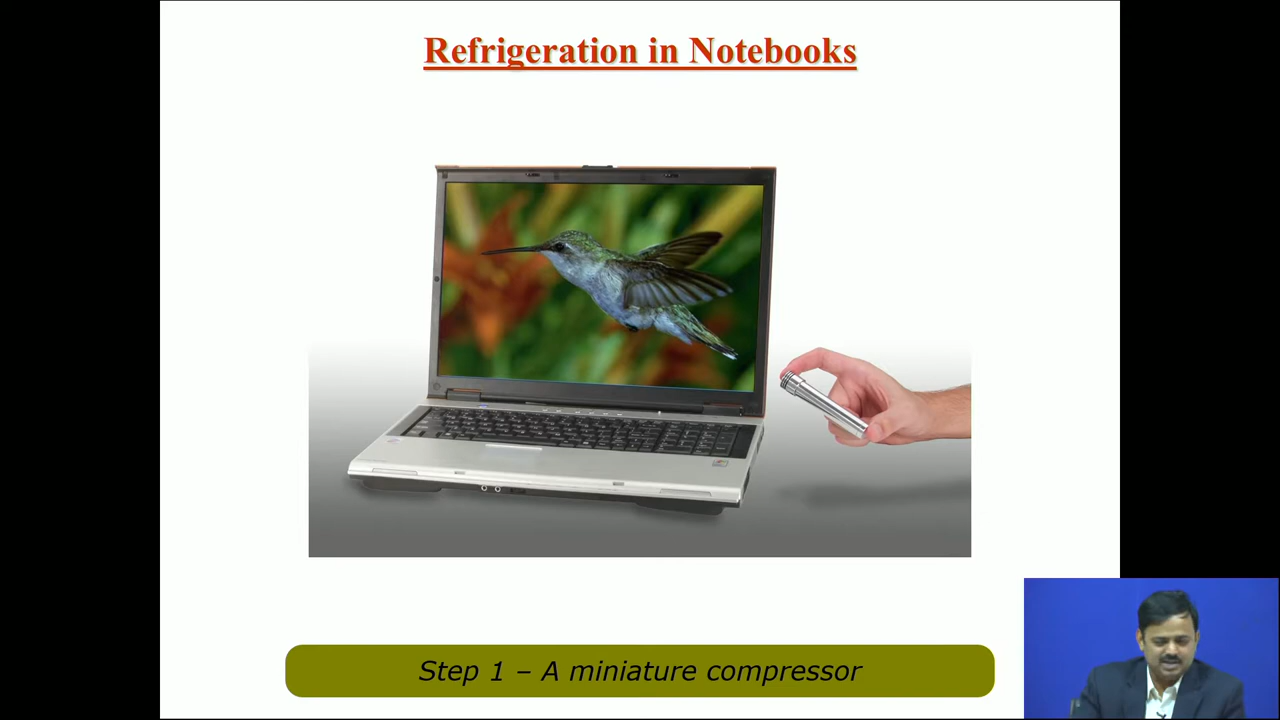 Refrigeration in Notebooks
Step 1 – A miniature compressor